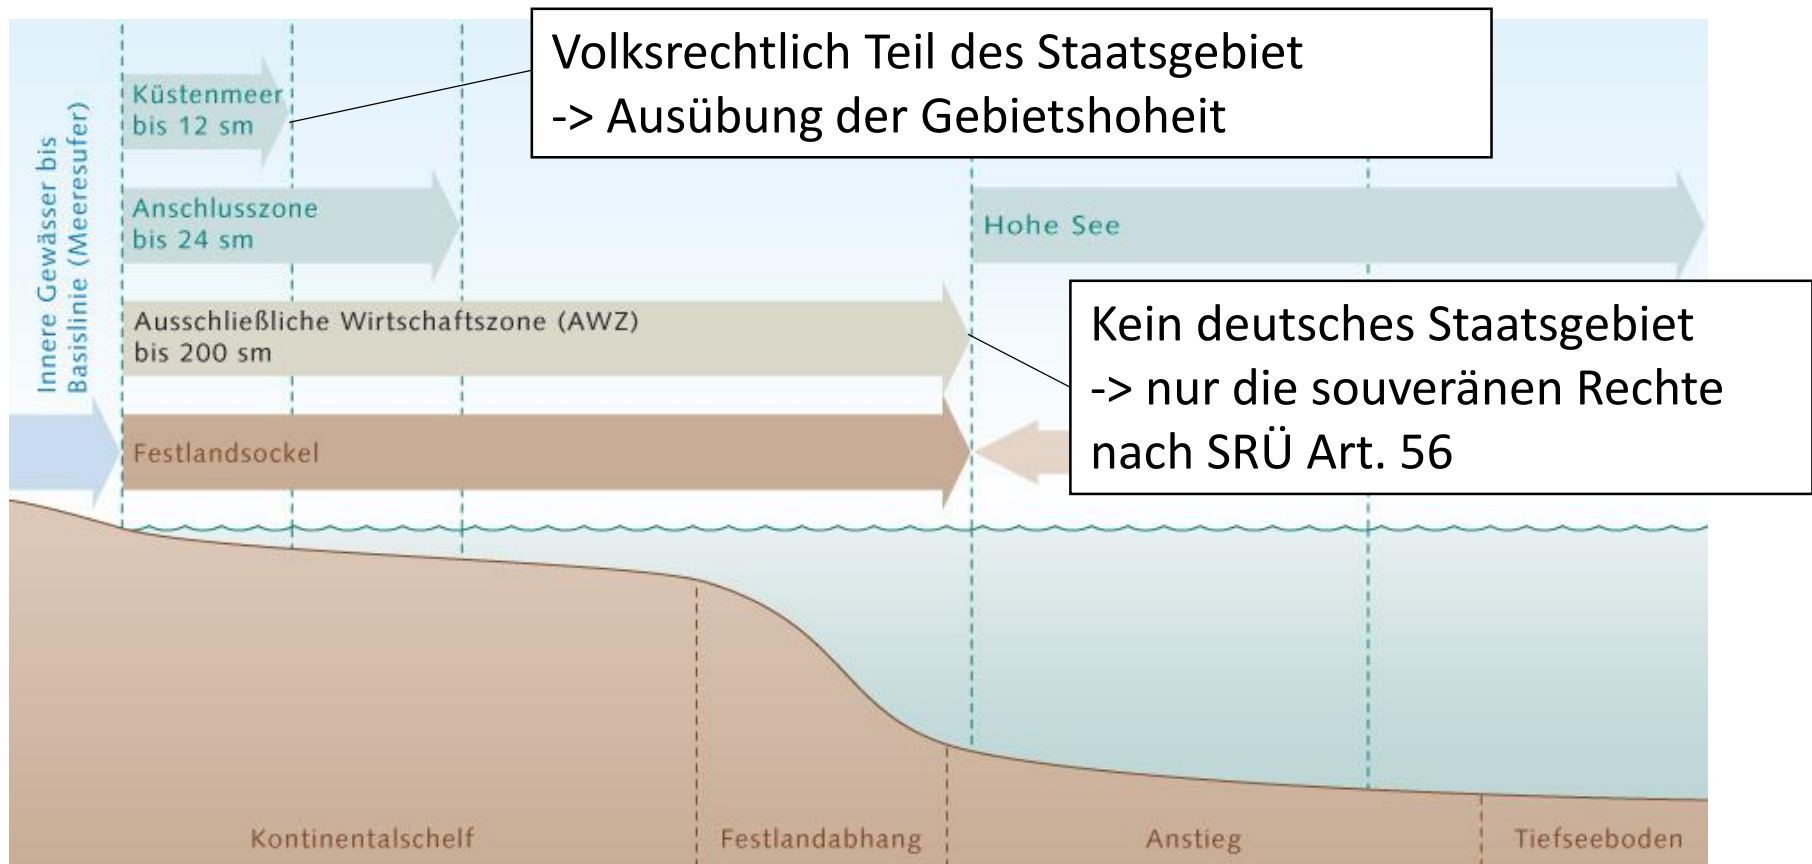 Volksrechtlich Teil des Staatsgebiet
-> Ausübung der Gebietshoheit
Innere Gewässer bis
Basislinie (Meeresufer)
Küstenmeer
bis 12 sm
Anschlusszone
bis 24 sm
Hohe See
Ausschließliche Wirtschaftszone (AWZ)
bis 200 sm
Kein deutsches Staatsgebiet
-> nur die souveränen Rechte
nach SRÜ Art. 56
Festlandsockel
Kontinentalschelf
Festlandabhang
Anstieg
Tiefseeboden